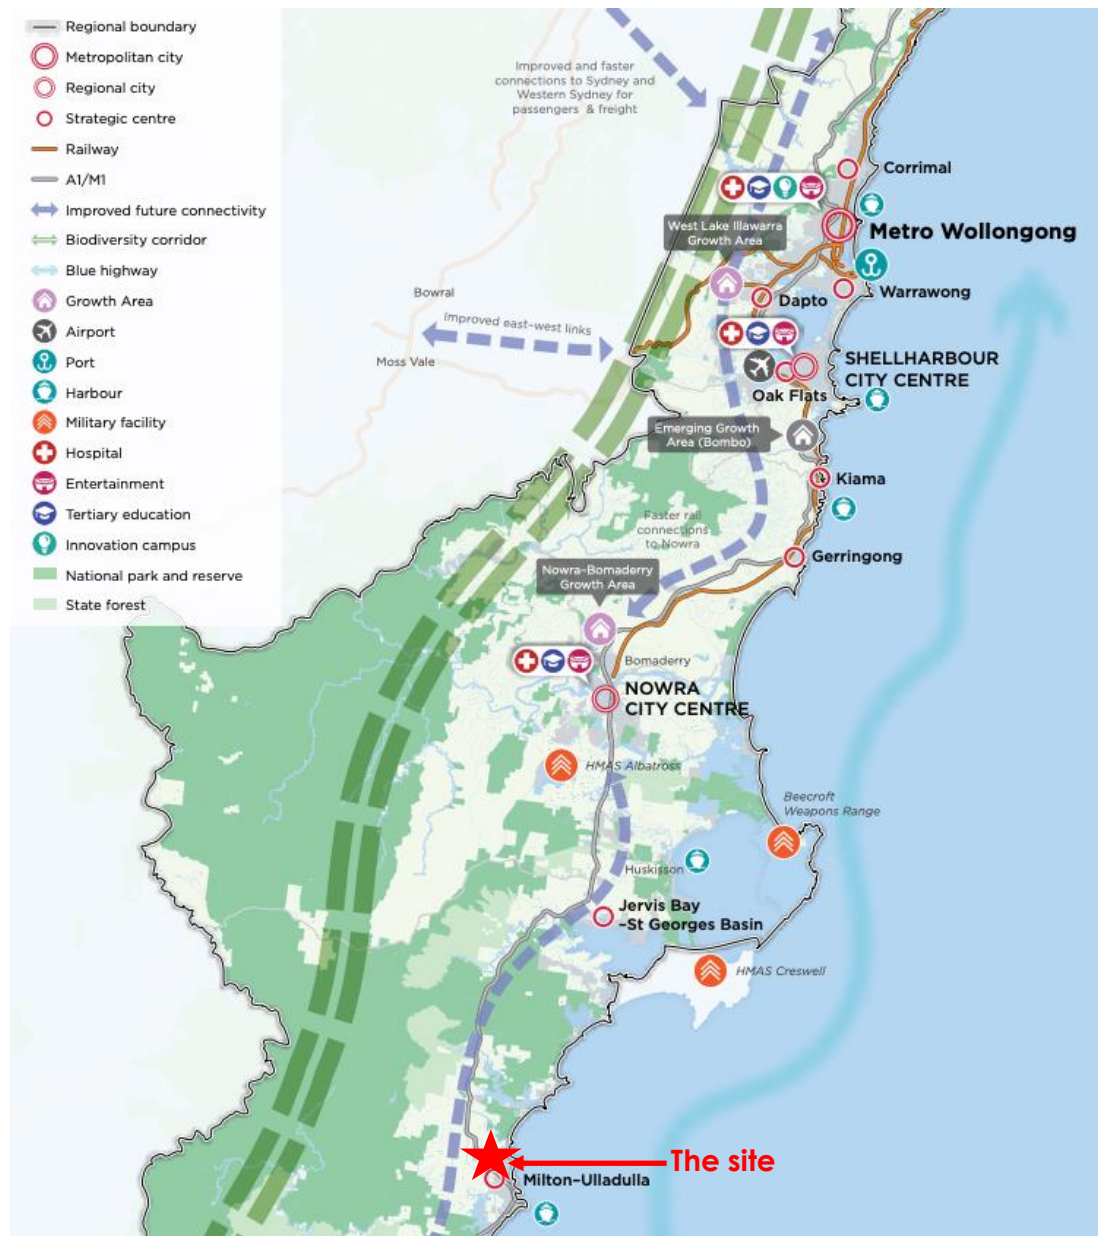 Regional boundary
Metropolitan city
Regional city
Strategic centre
Railway
A1/M1
Improved future connectivity
Biodiversity corridor
Blue highway
Growth Area
Airport
Port
Harbour
Military facility
Hospital
Entertainment
Tertiary education
Innovation campus
National park and reserve
State forest
Improved and faster
connections to Sydney and
Western Sydney for
passengers & freight
Corrimal
West Lake Illawarra
Growth Area
Metro Wollongong
Bowral
Dapto
Warrawong
Improved east-west links
Moss Vale
SHELLHARBOUR
CITY CENTRE
Oak Flats
Emerging Growth
Area (Bombo)
Kiama
Faster rail
connections
to Nowra
Gerringong
Nowra-Bomaderry
Growth Area
Bomaderry
NOWRA
CITY CENTRE
HMAS Albatross
Beecroft
Weapons Range
Huskisson
Jervis Bay
-St Georges Basin
HMAS Creswell
The site
Milton-Ulladulla